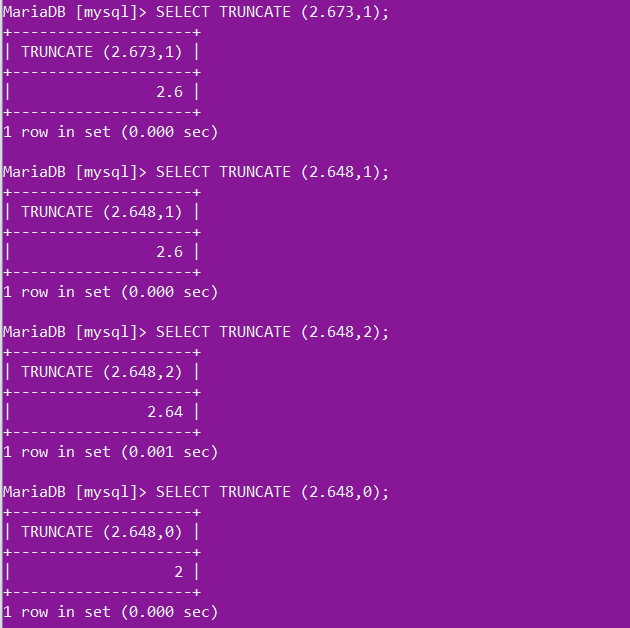 MariaDB [mysql]> SELECT TRUNCATE (2.673,1);
+--------------------+
| TRUNCATE (2.673,1) |
+--------------------+
|                2.6 |
+--------------------+
1 row in set (0.000 sec)

MariaDB [mysql]> SELECT TRUNCATE (2.648,1);
+--------------------+
| TRUNCATE (2.648,1) |
+--------------------+
|                2.6 |
+--------------------+
1 row in set (0.000 sec)

MariaDB [mysql]> SELECT TRUNCATE (2.648,2);
+--------------------+
| TRUNCATE (2.648,2) |
+--------------------+
|               2.64 |
+--------------------+
1 row in set (0.001 sec)

MariaDB [mysql]> SELECT TRUNCATE (2.648,0);
+--------------------+
| TRUNCATE (2.648,0) |
+--------------------+
|                  2 |
+--------------------+
1 row in set (0.000 sec)